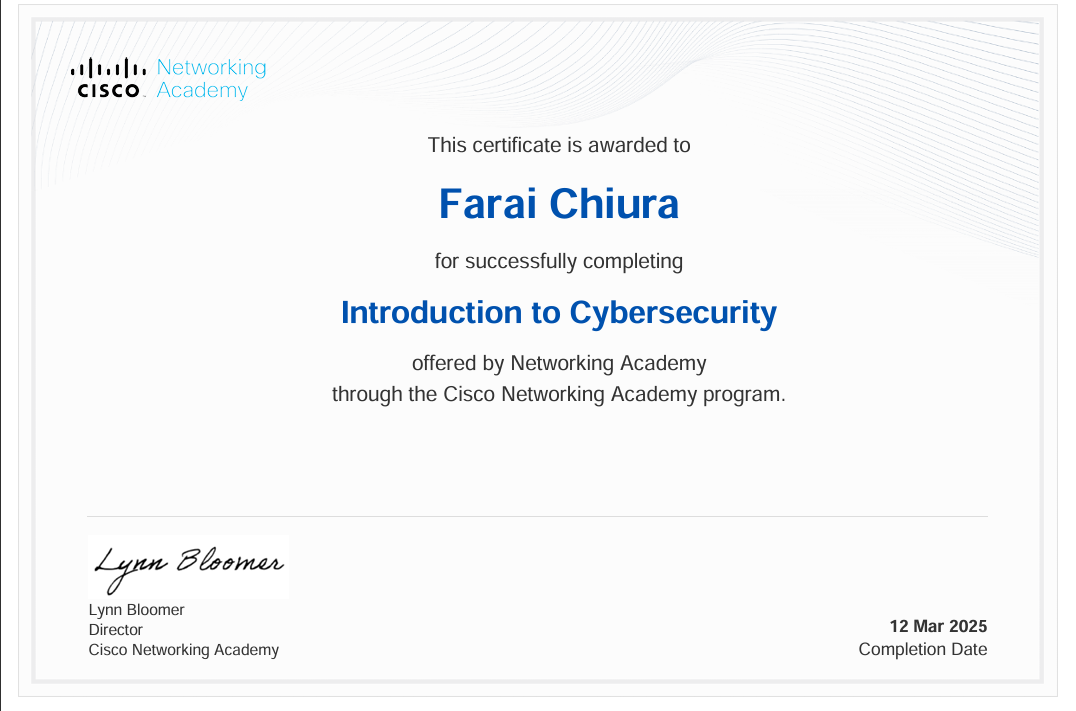 Networking
CISCO Academy
This certificate is awarded to
Farai Chiura
for successfully completing
Introduction to Cybersecurity
offered by Networking Academy
through the Cisco Networking Academy program.
Lynn Bloomer
Lynn Bloomer
Director
Cisco Networking Academy
12 Mar 2025
Completion Date